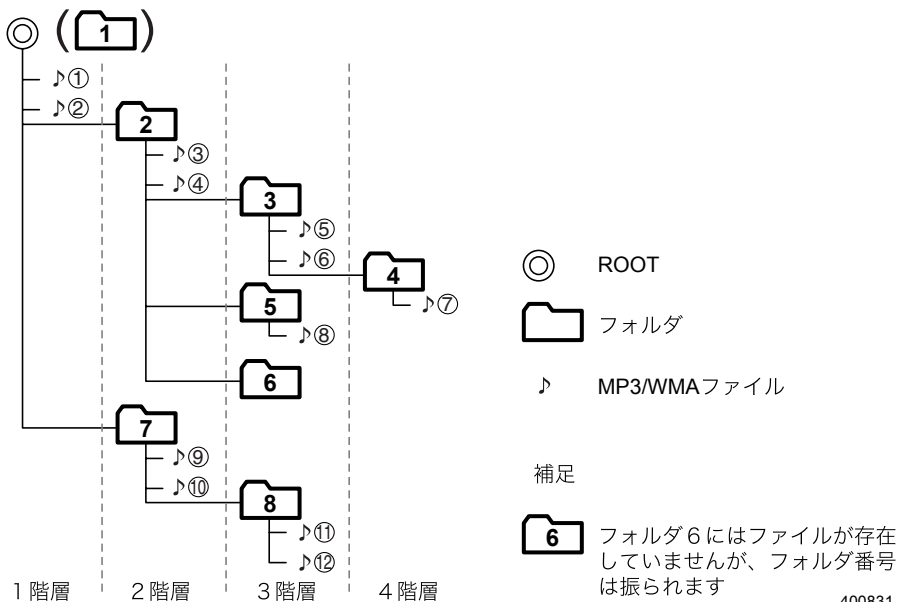 1
♪①
♪②
2
♪③
♪④
3
♪⑤
♪⑥
4
♪⑦
5
♪⑧
6
7
♪⑨
♪⑩
8
♪⑪
♪⑫
1階層
2階層
3階層
4階層
ROOT
フォルダ
♪ MP3/WMAファイル
補足
6
フォルダ6にはファイルが存在
していませんが、フォルダ番号
は振られます
400831